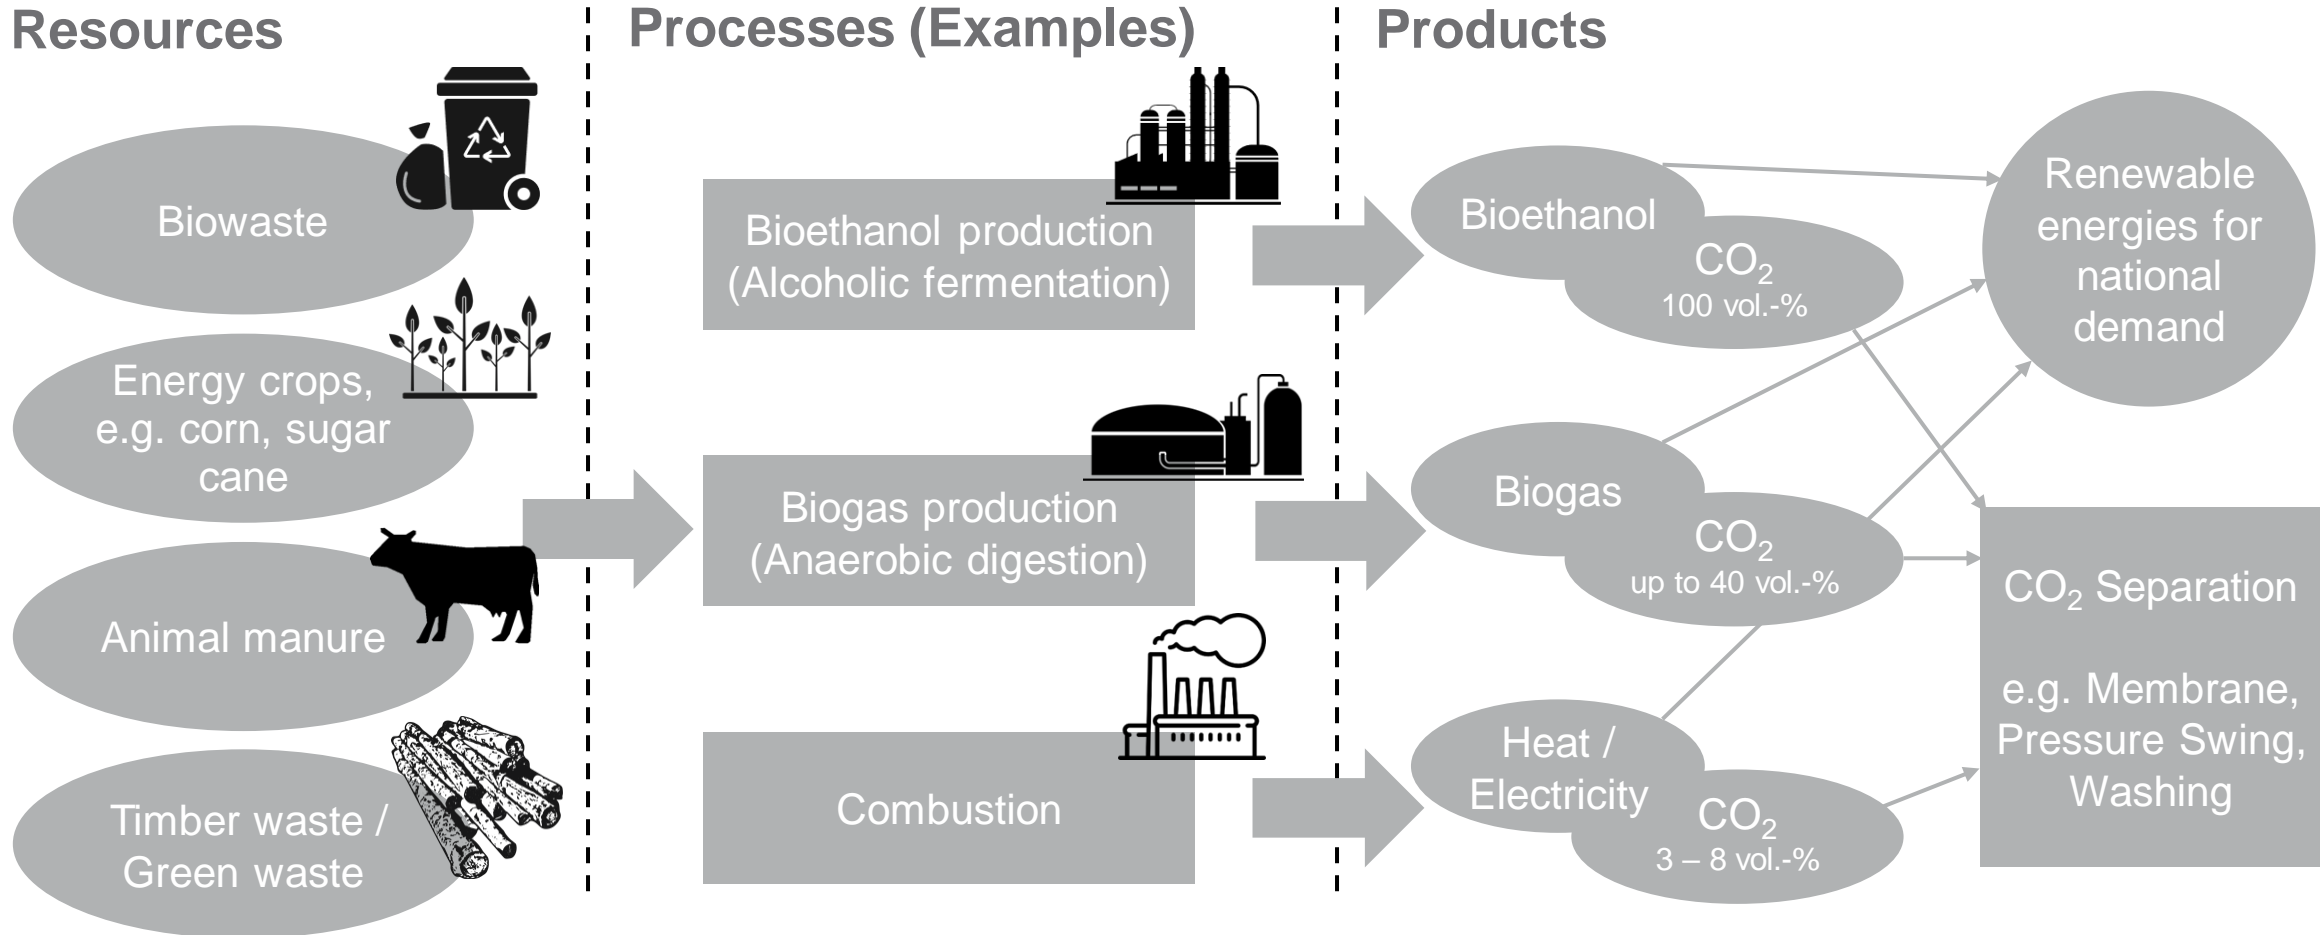 Resources
Processes (Examples)
Products
Biowaste
Energy crops,
e.g. corn, sugar
cane
Animal manure
Timber waste /
Green waste
Bioethanol production
(Alcoholic fermentation)
Biogas production
(Anaerobic digestion)
Combustion
Bioethanol
CO₂
100 vol.-%
Biogas
CO₂
up to 40 vol.-%
Heat /
Electricity
CO₂
3 – 8 vol.-%
Renewable
energies for
national
demand
CO₂ Separation
e.g. Membrane,
Pressure Swing,
Washing